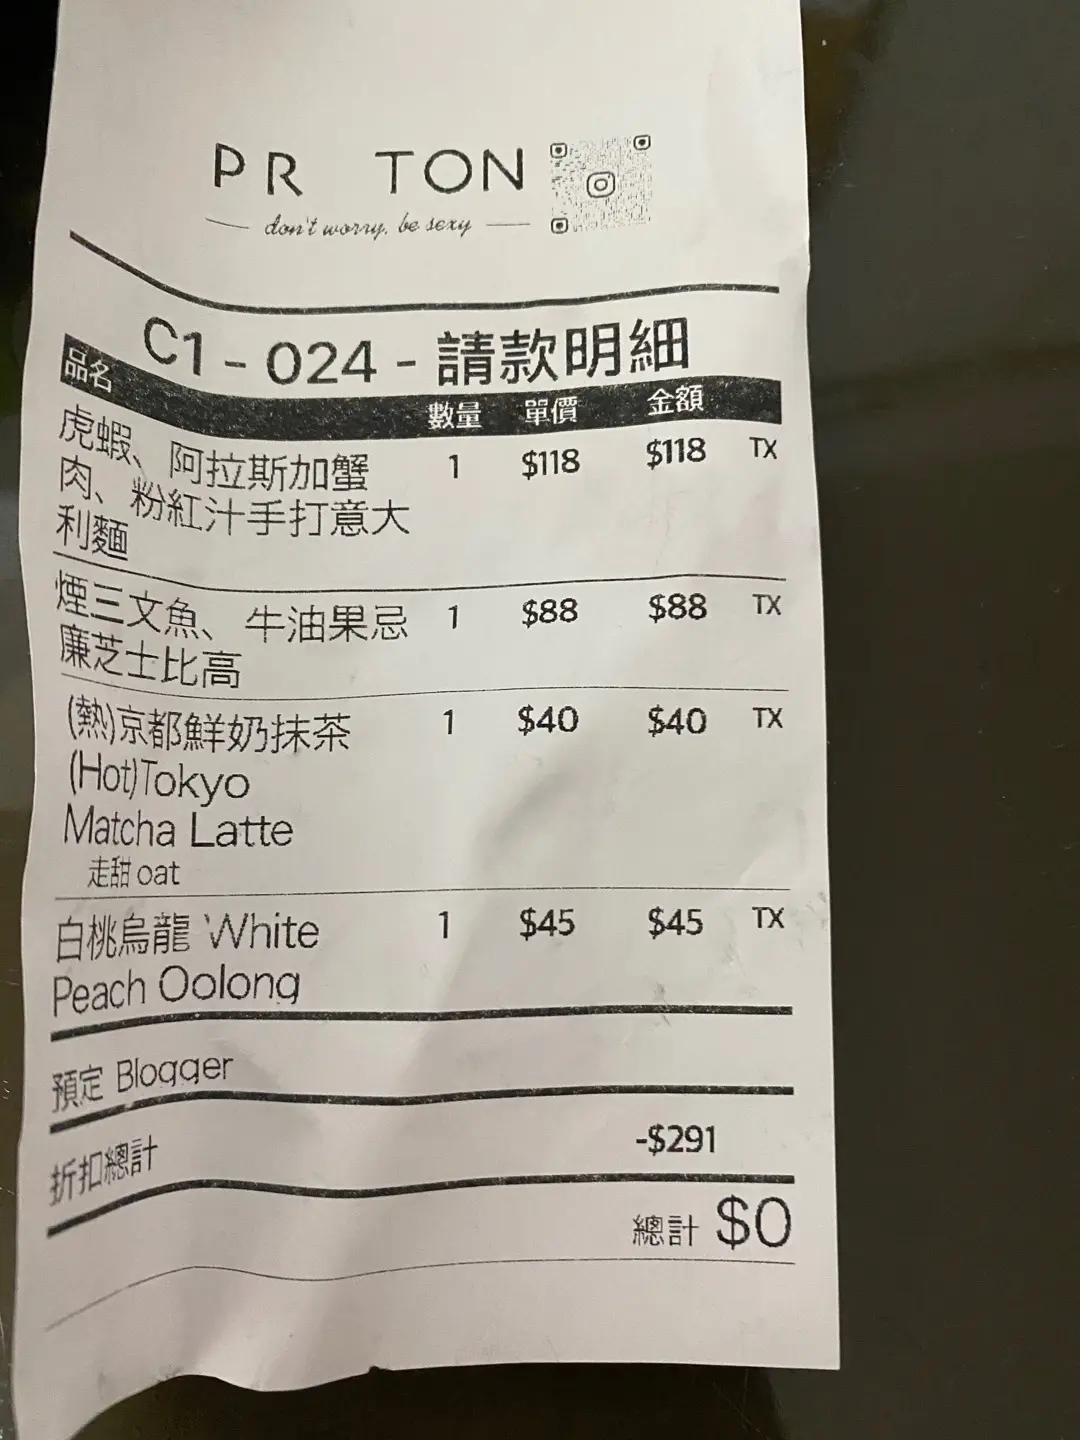 PR TON
don't worry. be sexy
C1 - 024 - 請款明細
品名 數量 單價 金額
虎蝦、阿拉斯加蟹 1 $118 $118 TX
肉、粉紅汁手打意大
利麵
煙三文魚、牛油果忌 1 $88 $88 TX
廉芝士比高
(熱)京都鮮奶抹茶 1 $40 $40 TX
(Hot)Tokyo
Matcha Latte
走甜 oat
白桃烏龍 White 1 $45 $45 TX
Peach Oolong
預定 Blogger
折扣總計 -$291
總計 $0